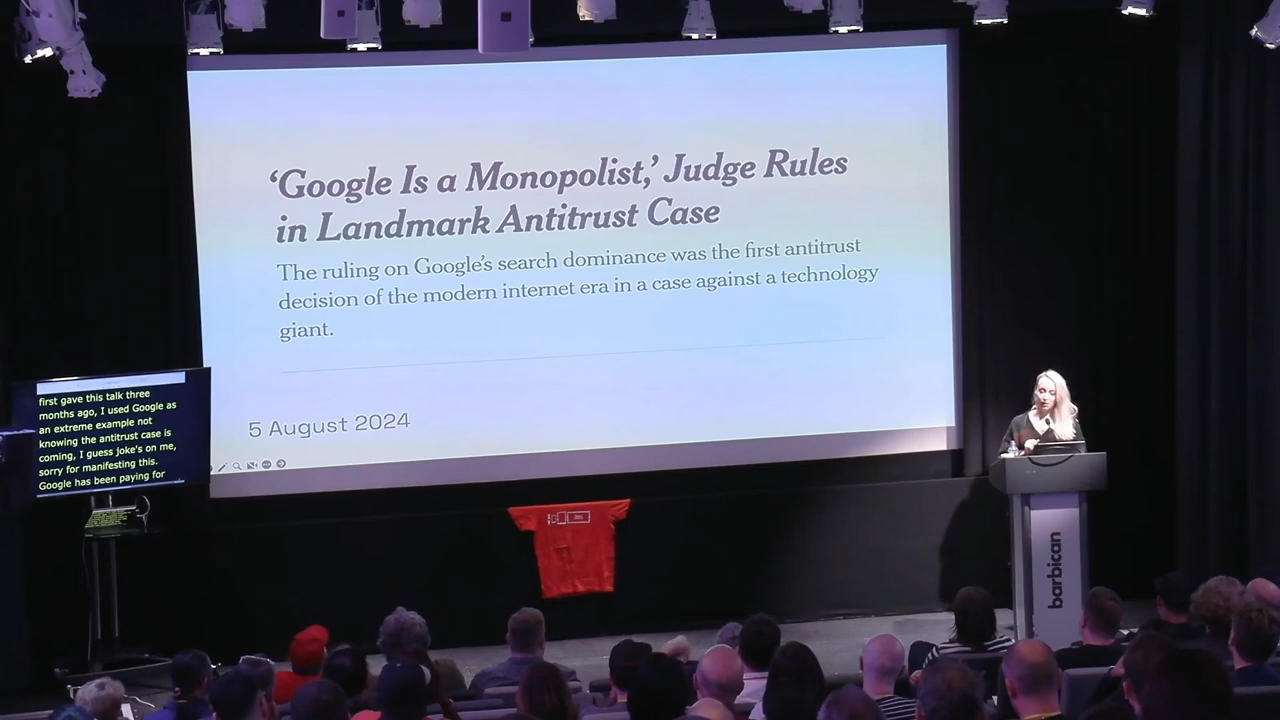 ‘Google Is a Monopolist,’ Judge Rules
in Landmark Antitrust Case
The ruling on Google’s search dominance was the first antitrust
decision of the modern internet era in a case against a technology
giant.
5 August 2024
first gave this talk three
months ago, I used Google as
an extreme example not
knowing the antitrust case is
coming, I guess joke's on me,
sorry for manifesting this.
Google has been paying for
barbican